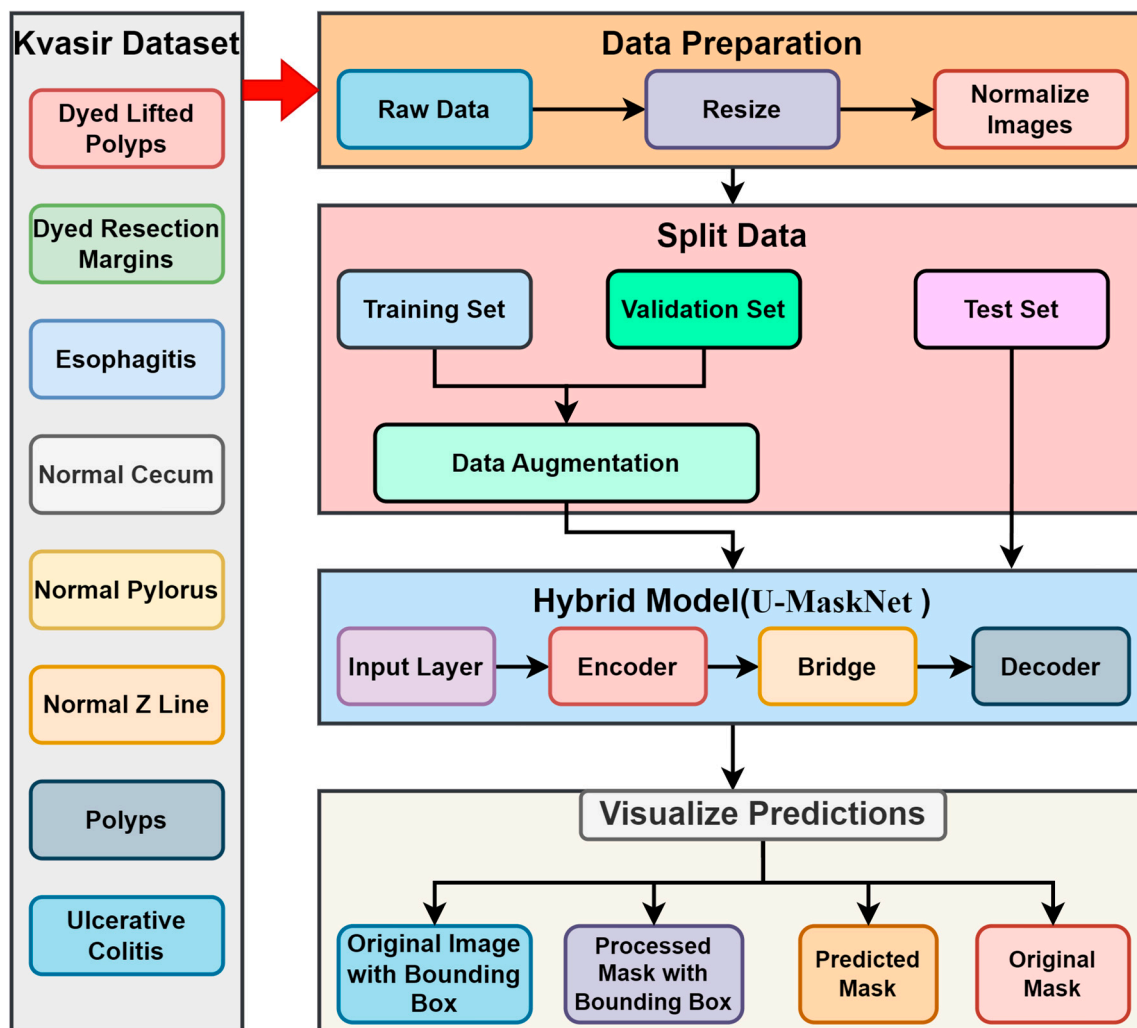 Kvasir Dataset
Dyed Lifted
Polyps
Dyed Resection
Margins
Esophagitis
Normal Cecum
Normal Pylorus
Normal Z Line
Polyps
Ulcerative
Colitis
Data Preparation
Raw Data
Resize
Normalize
Images
Split Data
Training Set
Validation Set
Test Set
Data Augmentation
Hybrid Model(U-MaskNet )
Input Layer
Encoder
Bridge
Decoder
Visualize Predictions
Original Image
with Bounding
Box
Processed
Mask with
Bounding Box
Predicted
Mask
Original
Mask